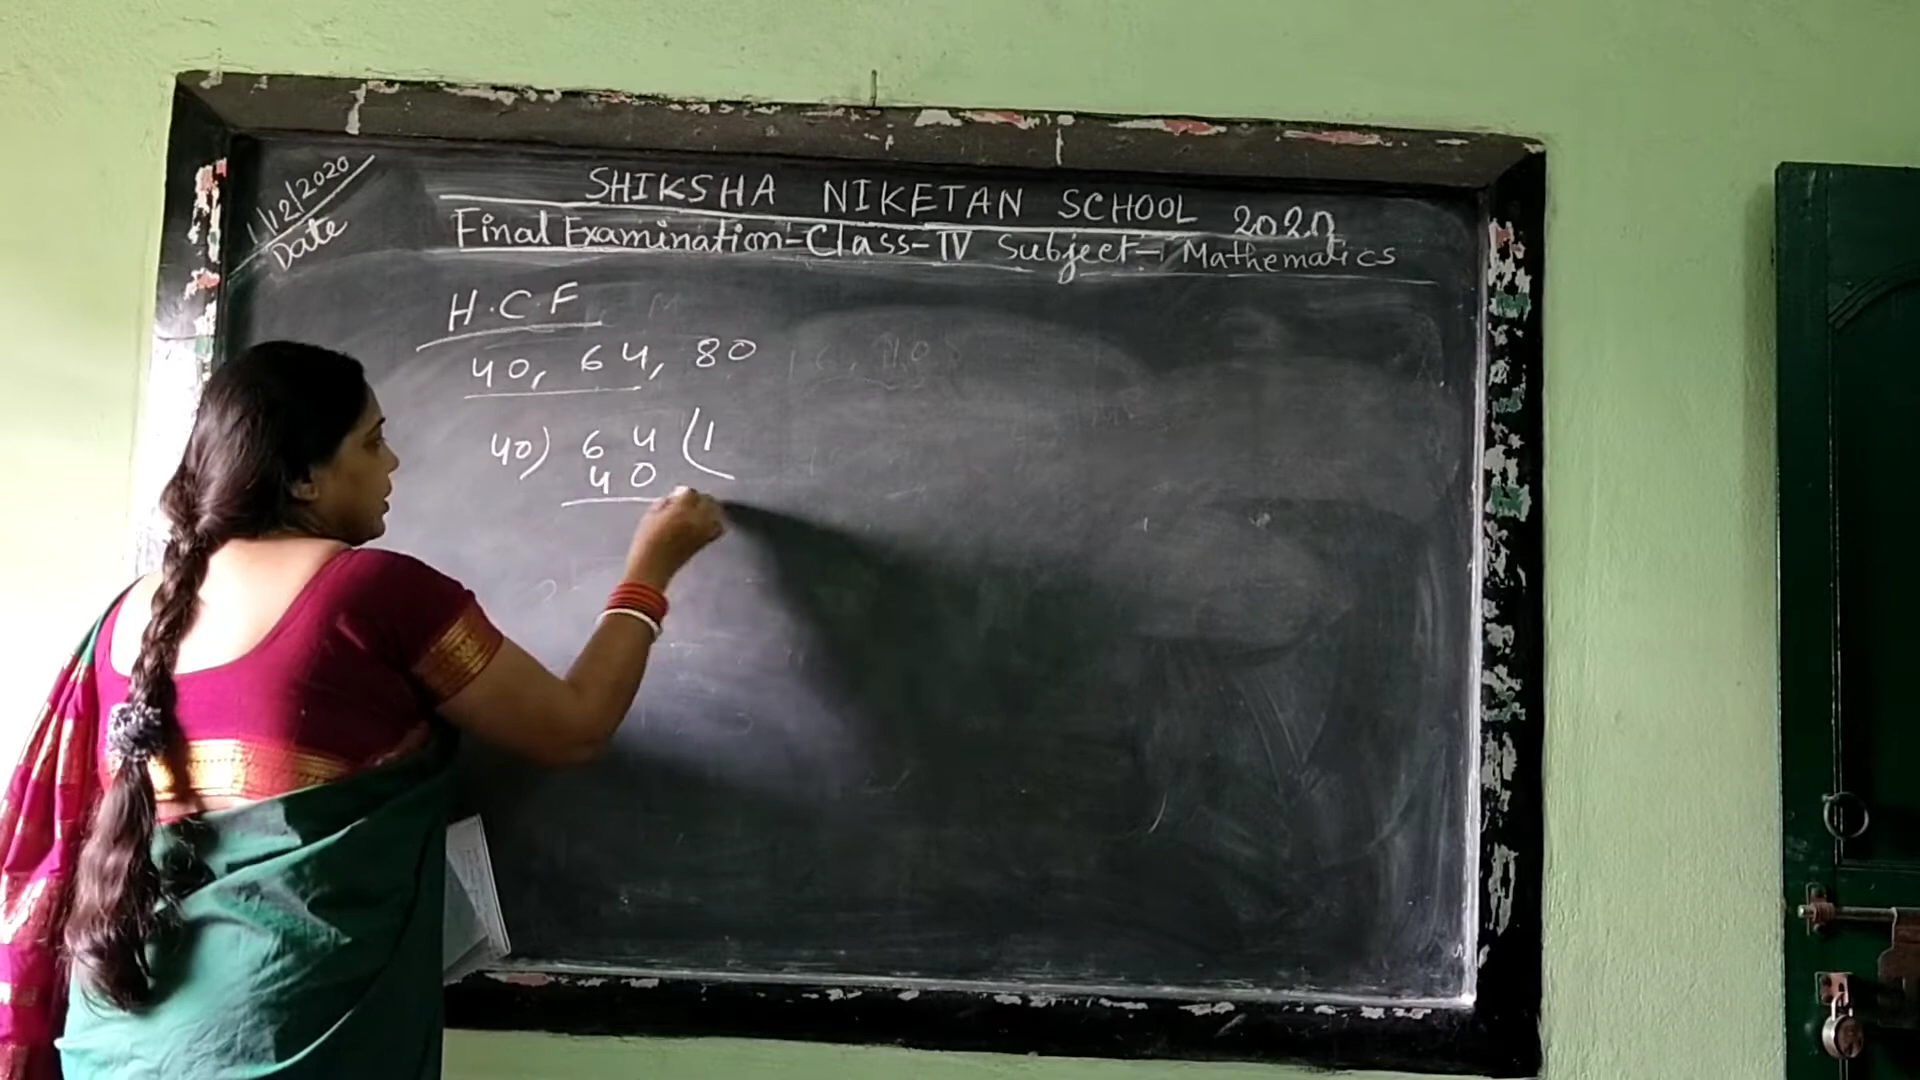 1/12/2020
Date
SHIKSHA NIKETAN SCHOOL 2020
Final Examination-Class-IV Subject- Mathematics
H.C.F
40, 64, 80
40) 64 (1
40